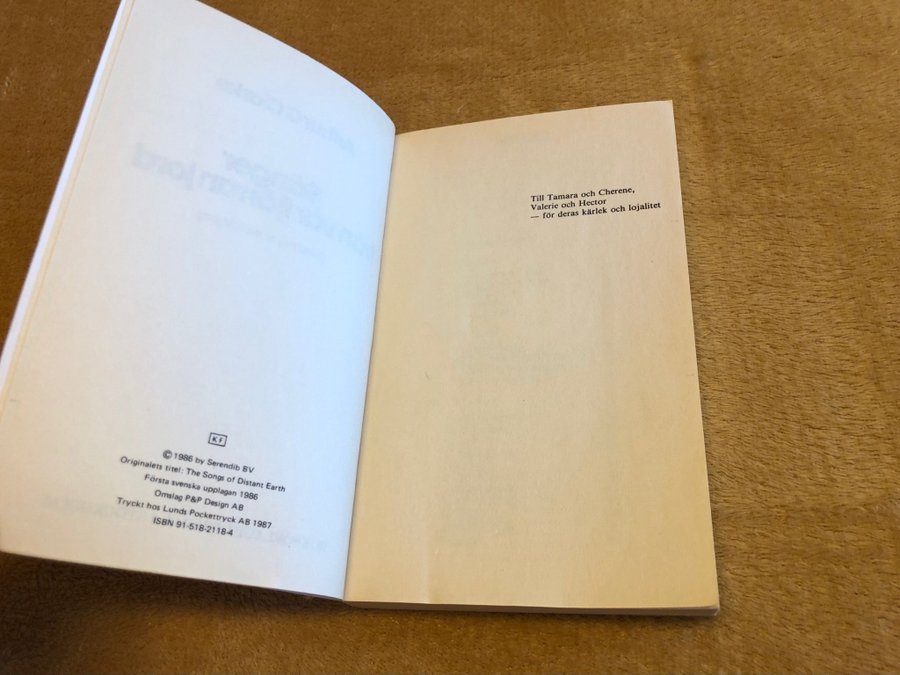 KF
© 1986 by Serendib BV
Originalets titel: The Songs of Distant Earth
Första svenska upplagan 1986
Omslag P&P Design AB
Tryckt hos Lunds Pockettryck AB 1987
ISBN 91-518-2118-4
Till Tamara och Cherene,
Valerie och Hector
— för deras kärlek och lojalitet